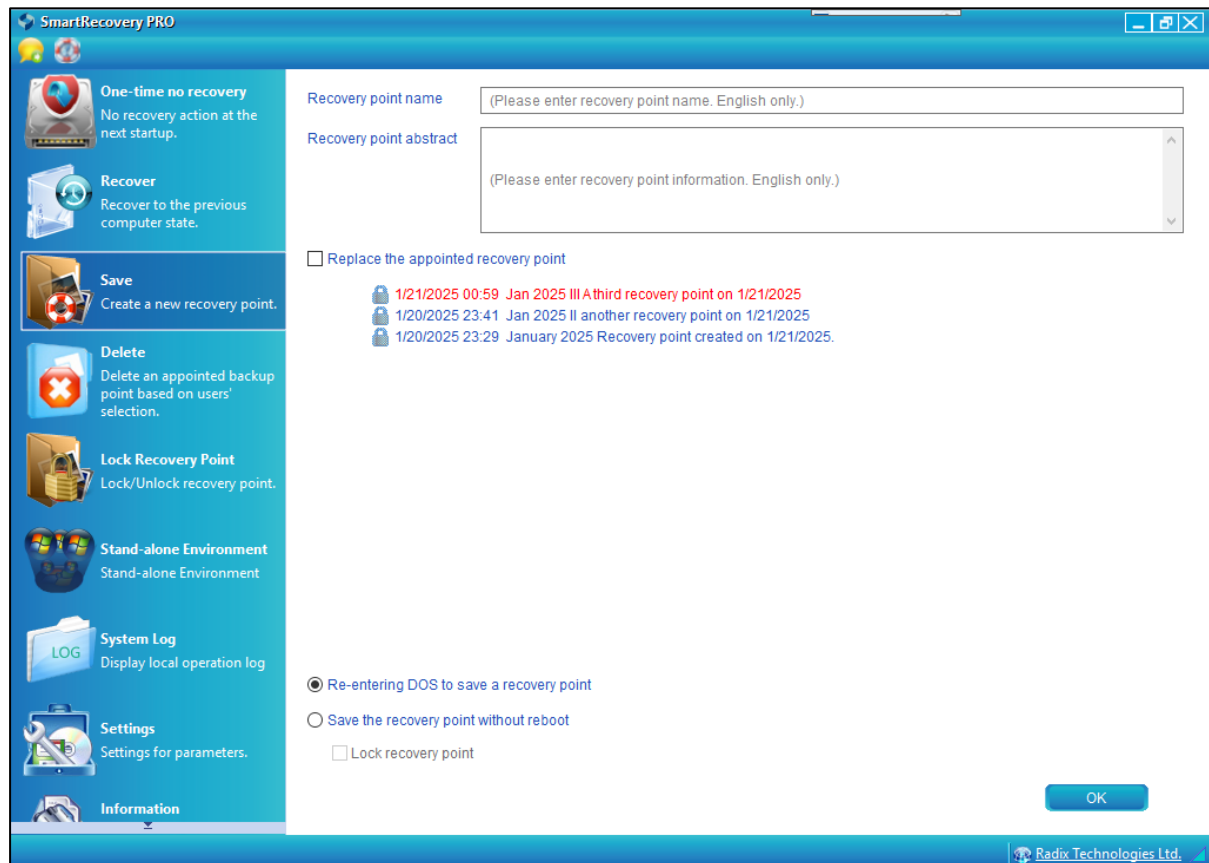 SmartRecovery PRO
One-time no recovery
No recovery action at the
next startup.
Recover
Recover to the previous
computer state.
Save
Create a new recovery point.
Delete
Delete an appointed backup
point based on users'
selection.
Lock Recovery Point
Lock/Unlock recovery point.
Stand-alone Environment
Stand-alone Environment
LOG
System Log
Display local operation log
Settings
Settings for parameters.
Information
Recovery point name
(Please enter recovery point name. English only.)
Recovery point abstract
(Please enter recovery point information. English only.)
Replace the appointed recovery point
1/21/2025 00:59 Jan 2025 III A third recovery point on 1/21/2025
1/20/2025 23:41 Jan 2025 II another recovery point on 1/21/2025
1/20/2025 23:29 January 2025 Recovery point created on 1/21/2025.
Re-entering DOS to save a recovery point
Save the recovery point without reboot
Lock recovery point
OK
Radix Technologies Ltd.